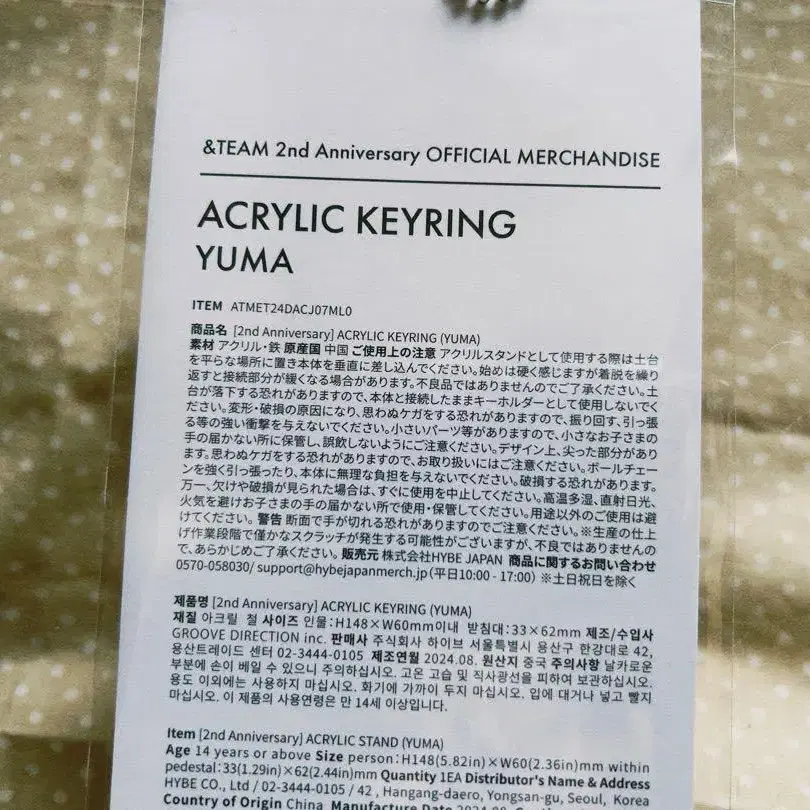 &TEAM 2nd Anniversary OFFICIAL MERCHANDISE
ACRYLIC KEYRING
YUMA
ITEM ATMET24DACJ07ML0
商品名 [2nd Anniversary] ACRYLIC KEYRING (YUMA)
素材 アクリル・鉄 原産国 中国 ご使用上の注意 アクリルスタンドとして使用する際は土台
を平らな場所に置き本体を垂直に差し込んでください。始めは硬く感じますが着脱を繰り
返すと接続部分が緩くなる場合があります。不良品ではありませんのでご了承ください。土
台が落下する恐れがありますので、本体と接続したままキーホルダーとして使用しないでく
ださい。変形・破損の原因になり、思わぬケガをする恐れがありますので、振り回す、引っ張
る等の強い衝撃を与えないでください。小さいパーツ等がありますので、小さなお子さまの
手の届かない所に保管し、誤飲しないようにご注意ください。デザイン上、尖った部分があり
ます。思わぬケガをする恐れがありますので、お取り扱いにはご注意ください。ボールチェー
ンを強く引っ張ったり、本体に無理な負担を与えないでください。破損する恐れがあります。
万一、欠けや破損が見られた場合は、すぐに使用を中止してください。高温多湿、直射日光、
火気を避けお子さまの手の届かない所で使用・保管してください。用途以外のご使用は避
けてください。 警告 断面で手が切れる恐れがありますのでご注意ください。※生産の仕上
げ作業段階で僅かなスクラッチが発生する可能性がございますが、不良ではありませんの
で、あらかじめご了承ください。 販売元 株式会社HYBE JAPAN 商品に関するお問い合わせ
0570-058030/ support@hybejapanmerch.jp (平日10:00 - 17:00) ※土日祝日を除く
제품명 [2nd Anniversary] ACRYLIC KEYRING (YUMA)
재질 아크릴 철 사이즈 인물:H148×W60mm이내 받침대:33×62mm 제조/수입사
GROOVE DIRECTION inc. 판매사 주식회사 하이브 서울특별시 용산구 한강대로 42,
용산트레이드 센터 02-3444-0105 제조연월 2024.08. 원산지 중국 주의사항 날카로운
부분에 손이 베일 수 있으니 주의하십시오. 고온 고습 및 직사광선을 피하여 보관하십시오.
용도 이외에는 사용하지 마십시오. 화기에 가까이 두지 마십시오. 입에 대거나 넣고 빨지
마십시오. 이 제품의 사용연령은 만 14세 이상입니다.
Item [2nd Anniversary] ACRYLIC STAND (YUMA)
Age 14 years or above Size person:H148(5.82in)×W60(2.36in)mm within
pedestal:33(1.29in)×62(2.44in)mm Quantity 1EA Distributor's Name & Address
HYBE CO., Ltd / 02-3444-0105 / 42 , Hangang-daero, Yongsan-gu, Seoul, Korea
Country of Origin China Manufacture Date 2024.08.